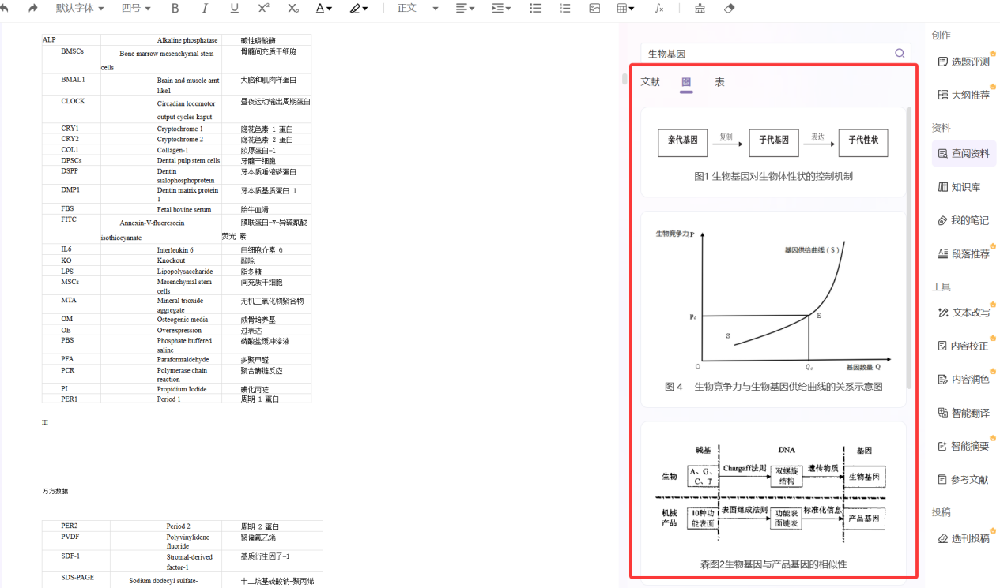 默认字体 四号 B I U X² X₂ A 正文
ALP Alkaline phosphatase 碱性磷酸酶
BMSCs Bone marrow mesenchymal stem cells 骨髓间充质干细胞
BMAL1 Brain and muscle arnt-like1 大脑和肌肉样蛋白
CLOCK Circadian locomotor output cycles kaput 昼夜运动输出周期蛋白
CRY1 Cryptochrome 1 隐花色素 1 蛋白
CRY2 Cryptochrome 2 隐花色素 2 蛋白
COL1 Collagen-1 胶原蛋白-1
DPSCs Dental pulp stem cells 牙髓干细胞
DSPP Dentin sialophosphoprotein 牙本质唾液磷蛋白
DMP1 Dentin matrix protein 1 牙本质基质蛋白 1
FBS Fetal bovine serum 胎牛血清
FITC Annexin-V-fluorescein isothiocyanate 膜联蛋白-V-异硫氰酸荧光 素
IL6 Interleukin 6 白细胞介素 6
KO Knockout 敲除
LPS Lipopolysaccharide 脂多糖
MSCs Mesenchymal stem cells 间充质干细胞
MTA Mineral trioxide aggregate 无机三氧化物聚合物
OM Osteogenic media 成骨培养基
OE Overexpression 过表达
PBS Phosphate buffered saline 磷酸盐缓冲溶液
PFA Paraformaldehyde 多聚甲醛
PCR Polymerase chain reaction 聚合酶链反应
PI Propidium Iodide 碘化丙啶
PER1 Period 1 周期 1 蛋白
III
万方数据
PER2 Period 2 周期 2 蛋白
PVDF Polyvinylidene fluoride 聚偏氟乙烯
SDF-1 Stromal-derived factor-1 基质衍生因子-1
SDS-PAGE Sodium dodecyl sulfate- 十二烷基硫酸钠-聚丙烯
生物基因
文献 图 表
亲代基因 复制 子代基因 表达 子代性状
图1 生物基因对生物体性状的控制机制
生物竞争力 P
基因供给曲线（S）
Pe E
S
O Qe 基因数量 Q
图 4 生物竞争力与生物基因供给曲线的关系示意图
碱基 DNA 基因
生物 A、G、C、T Chargaff法则 双螺旋结构 遗传物质 生物基因
机械产品 10种功能表面 表面组成法则 功能表面链表 标准化信息 产品基因
森图2生物基因与产品基因的相似性
创作
选题评测
大纲推荐
资料
查阅资料
知识库
我的笔记
段落推荐
工具
文本改写
内容校正
内容润色
智能翻译
智能摘要
参考文献
投稿
选刊投稿